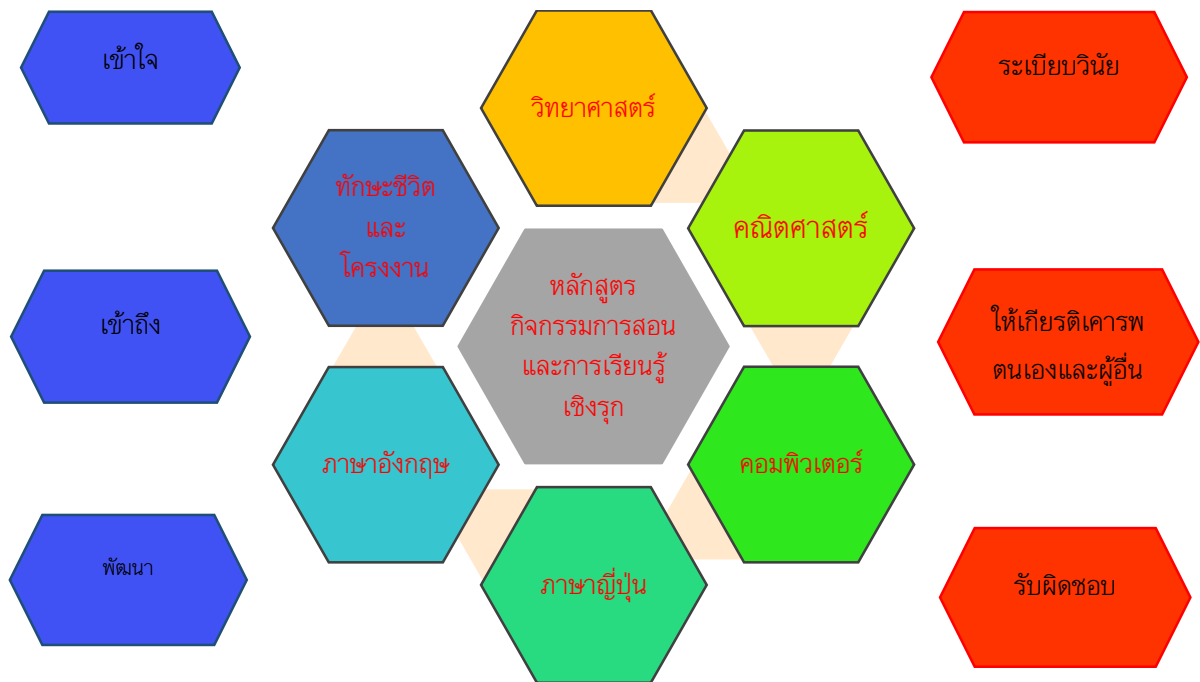 เข้าใจ
เข้าถึง
พัฒนา
วิทยาศาสตร์
คณิตศาสตร์
คอมพิวเตอร์
ภาษาญี่ปุ่น
ภาษาอังกฤษ
ทักษะชีวิต
และ
โครงงาน
หลักสูตร
กิจกรรมการสอน
และการเรียนรู้
เชิงรุก
ระเบียบวินัย
ให้เกียรติเคารพ
ตนเองและผู้อื่น
รับผิดชอบ